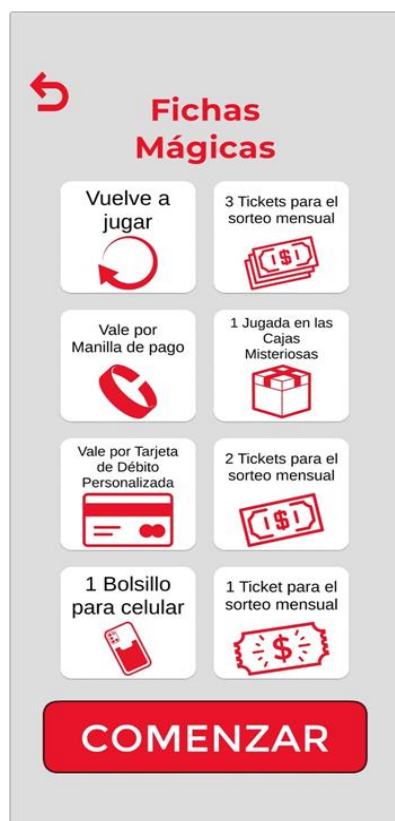 Fichas
Mágicas
Vuelve a
jugar
3 Tickets para el
sorteo mensual
Vale por
Manilla de pago
1 Jugada en las
Cajas
Misteriosas
Vale por Tarjeta
de Débito
Personalizada
2 Tickets para el
sorteo mensual
1 Bolsillo
para celular
1 Ticket para el
sorteo mensual
COMENZAR